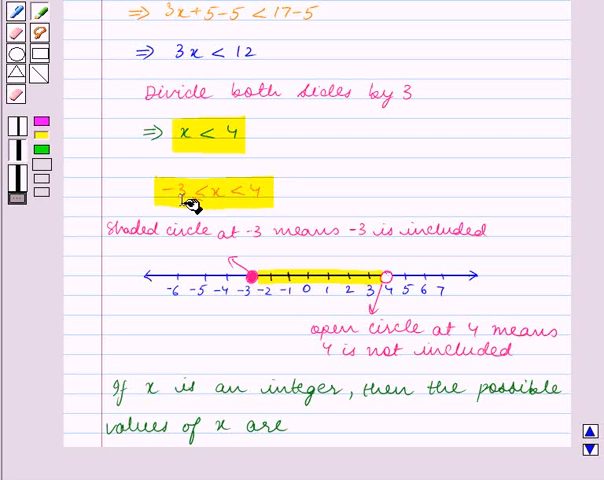 ⇒ 3x+5-5 < 17-5
⇒ 3x < 12
Divide both sides by 3
⇒ x < 4
-3 < x < 4
Shaded circle at -3 means -3 is included
-6 -5 -4 -3 -2 -1 0 1 2 3 4 5 6 7
open circle at 4 means
4 is not included
If x is an integer, then the possible
values of x are